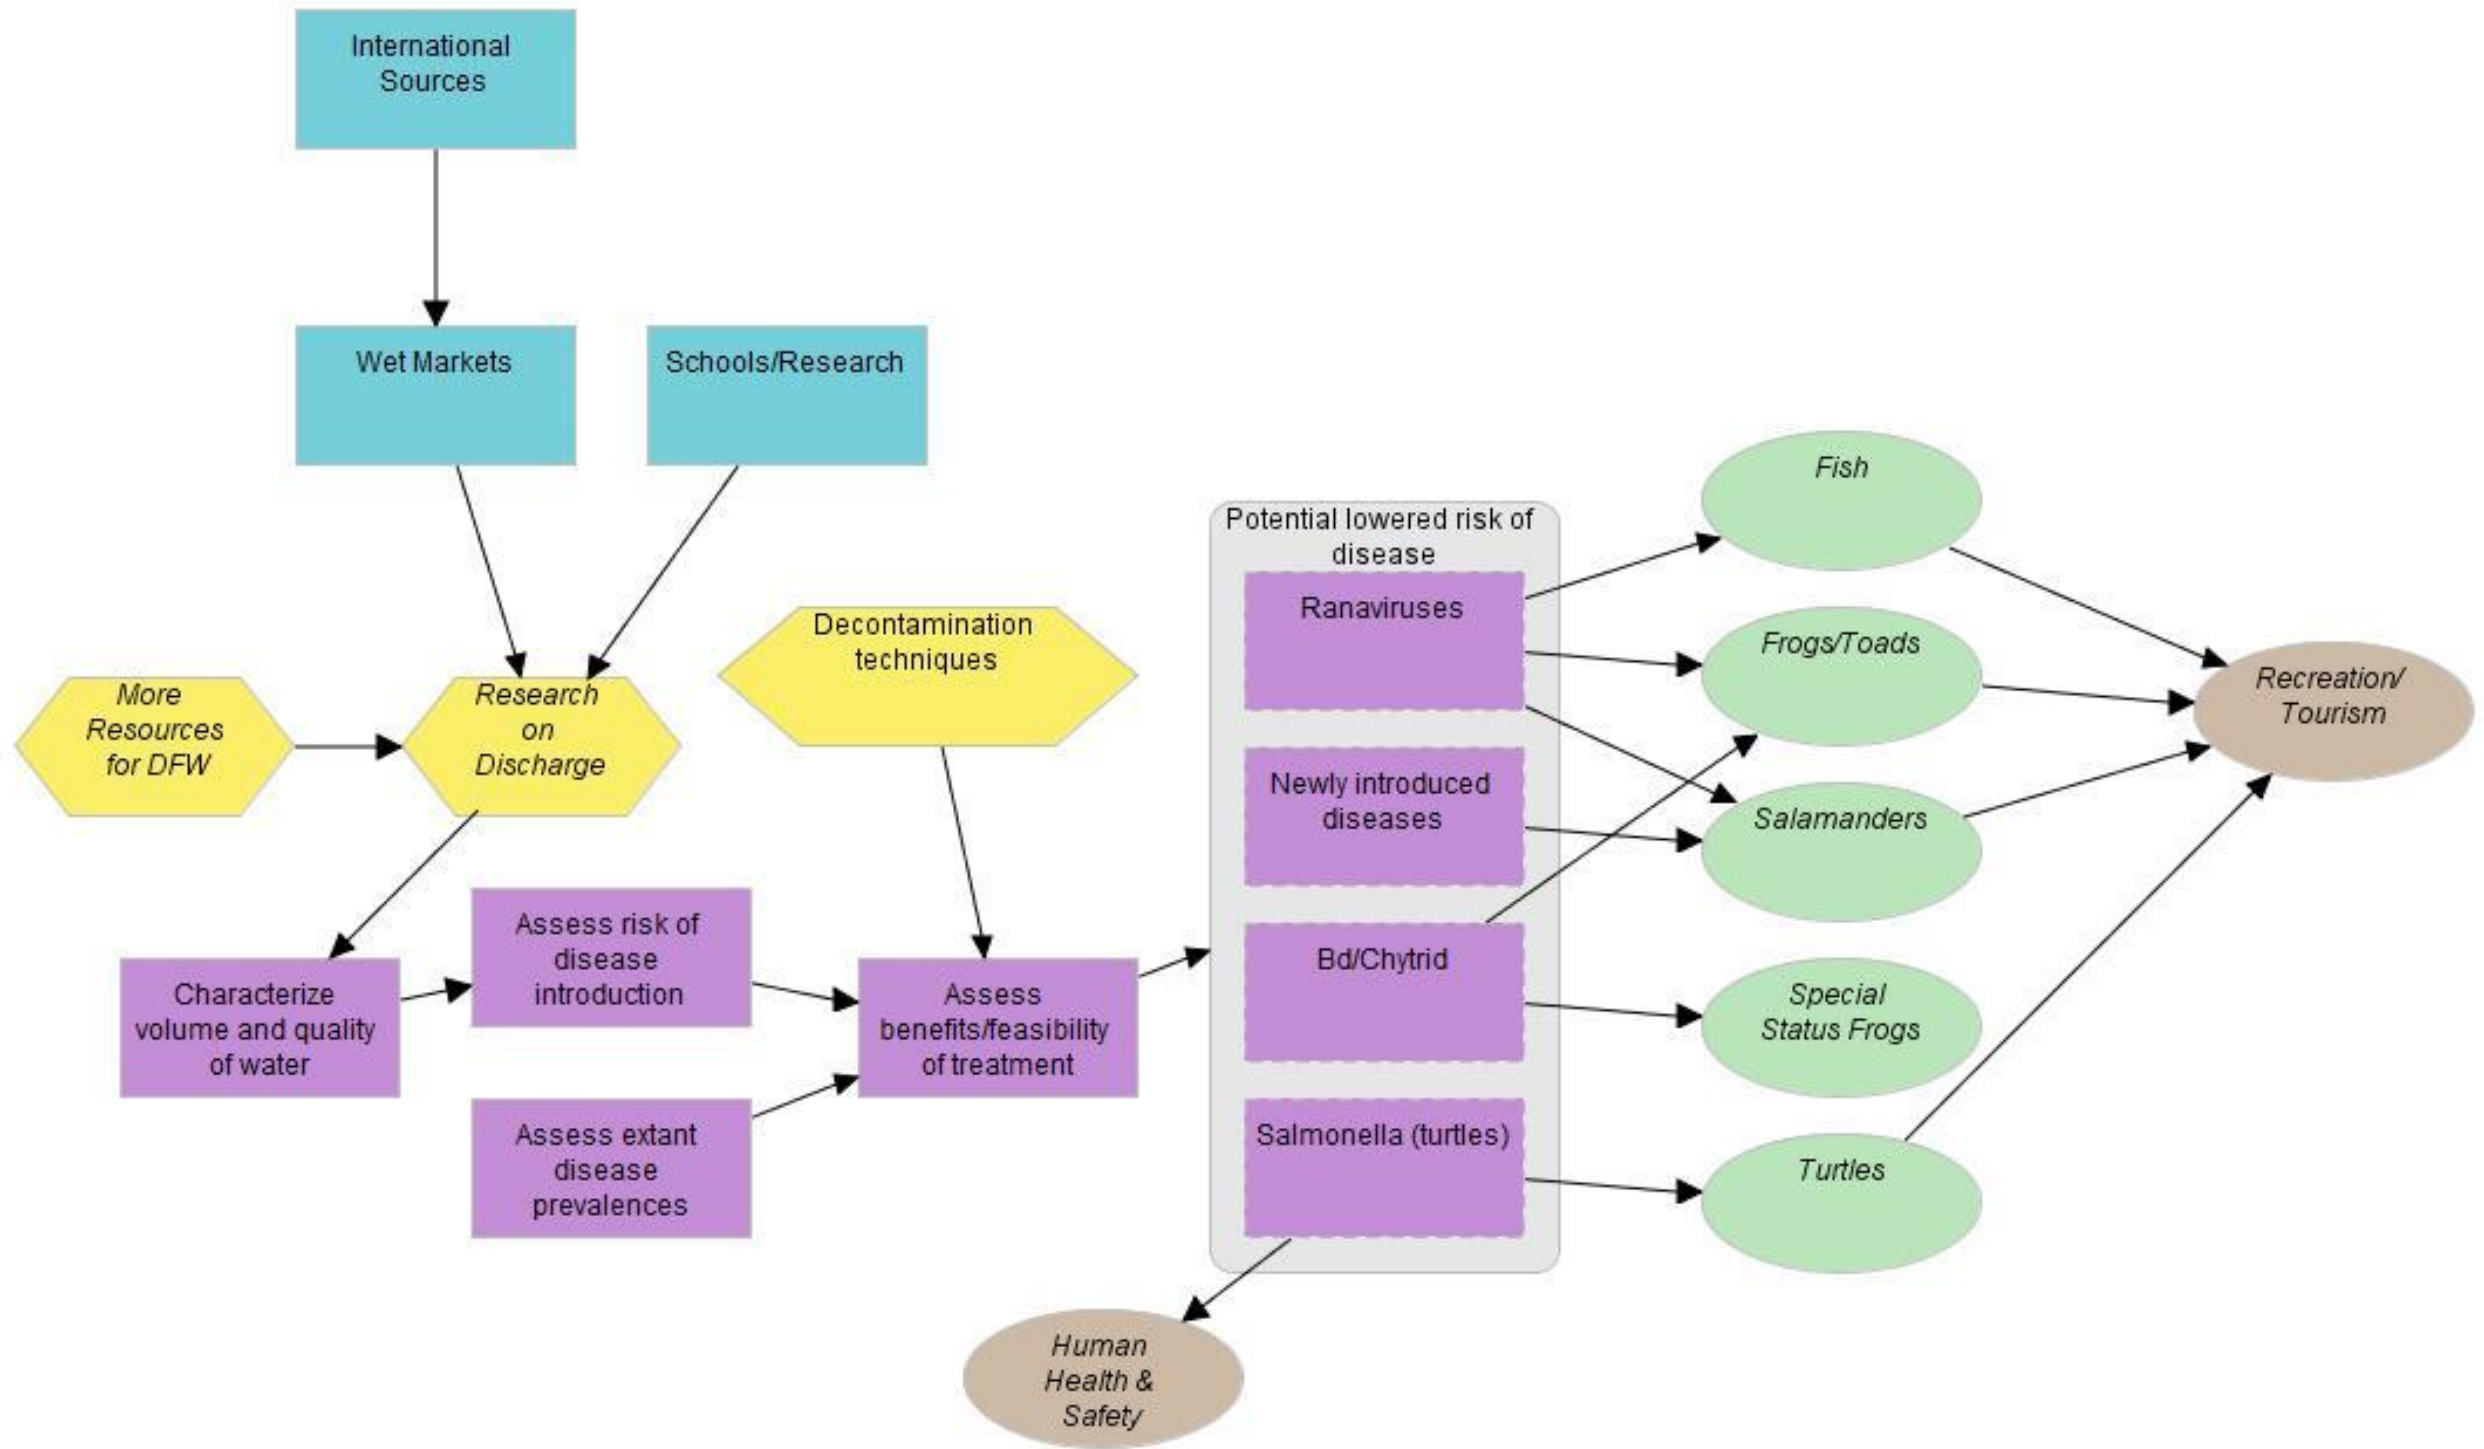 International
Sources
Wet Markets
Schools/Research
More
Resources
for DFW
Research
on
Discharge
Decontamination
techniques
Characterize
volume and quality
of water
Assess risk of
disease
introduction
Assess extant
disease
prevalences
Assess
benefits/feasibility
of treatment
Potential lowered risk of
disease
Ranaviruses
Newly introduced
diseases
Bd/Chytrid
Salmonella (turtles)
Fish
Frogs/Toads
Salamanders
Special
Status Frogs
Turtles
Recreation/
Tourism
Human
Health &
Safety